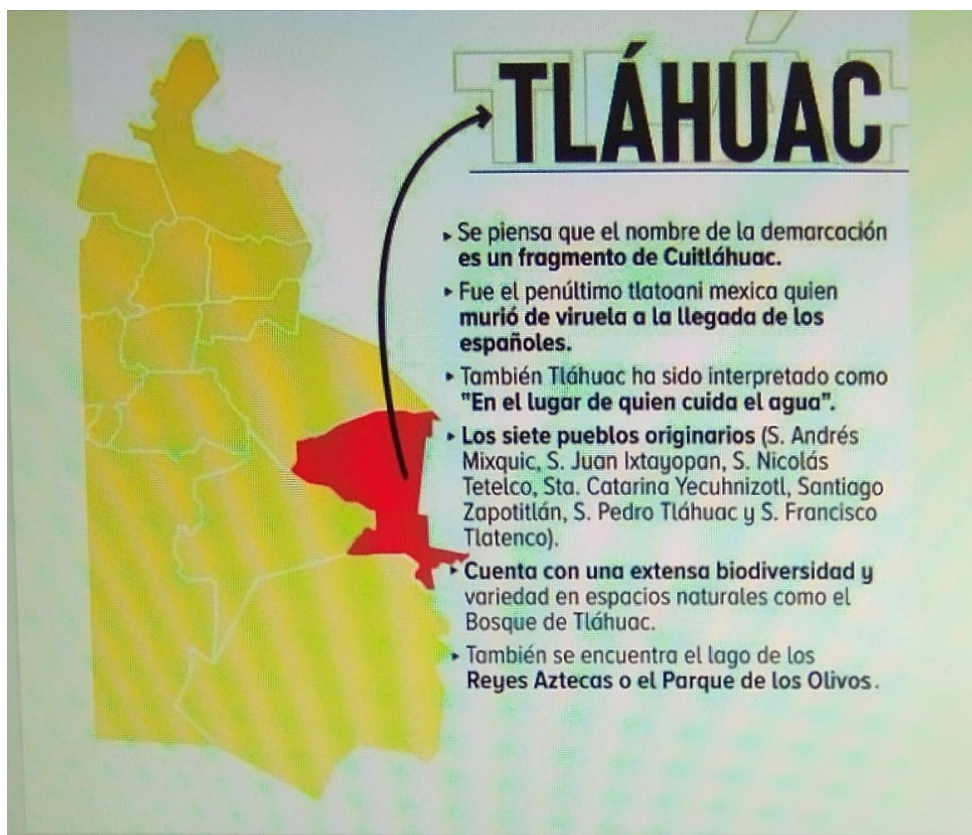 TLÁHUAC
▸ Se piensa que el nombre de la demarcación
es un fragmento de Cuitláhuac.
▸ Fue el penúltimo tlatoani mexica quien
murió de viruela a la llegada de los
españoles.
▸ También Tláhuac ha sido interpretado como
"En el lugar de quien cuida el agua".
▸ Los siete pueblos originarios (S. Andrés
Mixquic, S. Juan Ixtayopan, S. Nicolás
Tetelco, Sta. Catarina Yecuhnizotl, Santiago
Zapotitlán, S. Pedro Tláhuac y S. Francisco
Tlatenco).
▸ Cuenta con una extensa biodiversidad y
variedad en espacios naturales como el
Bosque de Tláhuac.
▸ También se encuentra el lago de los
Reyes Aztecas o el Parque de los Olivos.